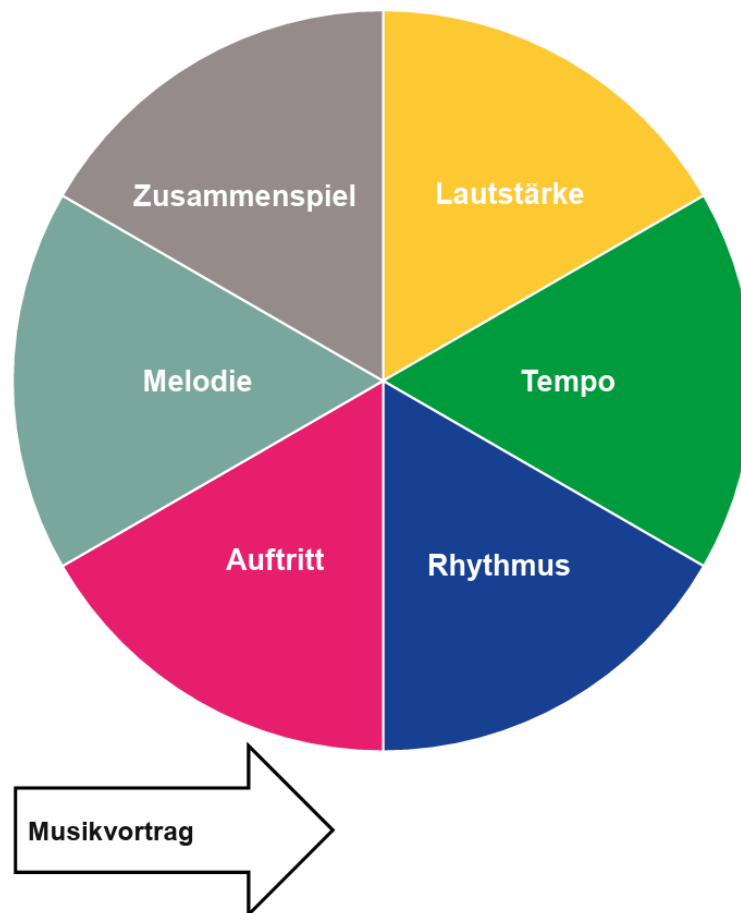 Zusammenspiel
Lautstärke
Melodie
Tempo
Auftritt
Rhythmus
Musikvortrag